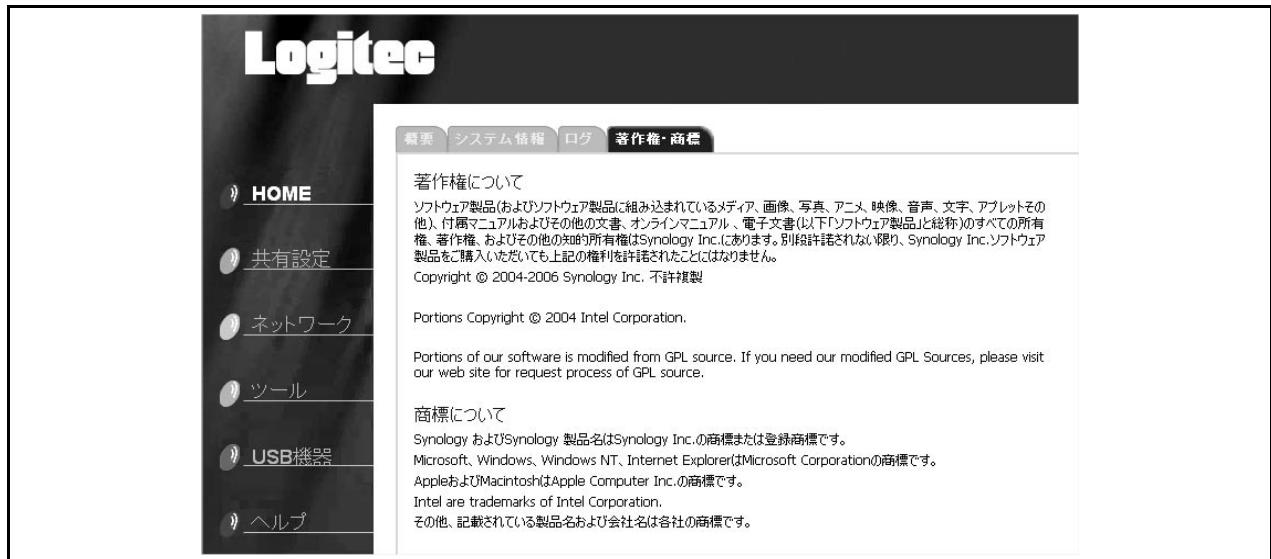 Logitec
概要 システム情報 ログ 著作権・商標
HOME
共有設定
ネットワーク
ツール
USB機器
ヘルプ
著作権について
ソフトウェア製品(およびソフトウェア製品に組み込まれているメディア、画像、写真、アニメ、映像、音声、文字、アプレットその
他)、付属マニュアルおよびその他の文書、オンラインマニュアル 、電子文書(以下「ソフトウェア製品」と総称)のすべての所有
権、著作権、およびその他の知的所有権はSynology Inc.にあります。別段許諾されない限り、Synology Inc.ソフトウェア
製品をご購入いただいても上記の権利を許諾されたことにはなりません。
Copyright © 2004-2006 Synology Inc. 不許複製
Portions Copyright © 2004 Intel Corporation.
Portions of our software is modified from GPL source. If you need our modified GPL Sources, please visit
our web site for request process of GPL source.
商標について
Synology およびSynology 製品名はSynology Inc.の商標または登録商標です。
Microsoft、Windows、Windows NT、Internet ExplorerはMicrosoft Corporationの商標です。
AppleおよびMacintoshはApple Computer Inc.の商標です。
Intel are trademarks of Intel Corporation.
その他、記載されている製品名および会社名は各社の商標です。